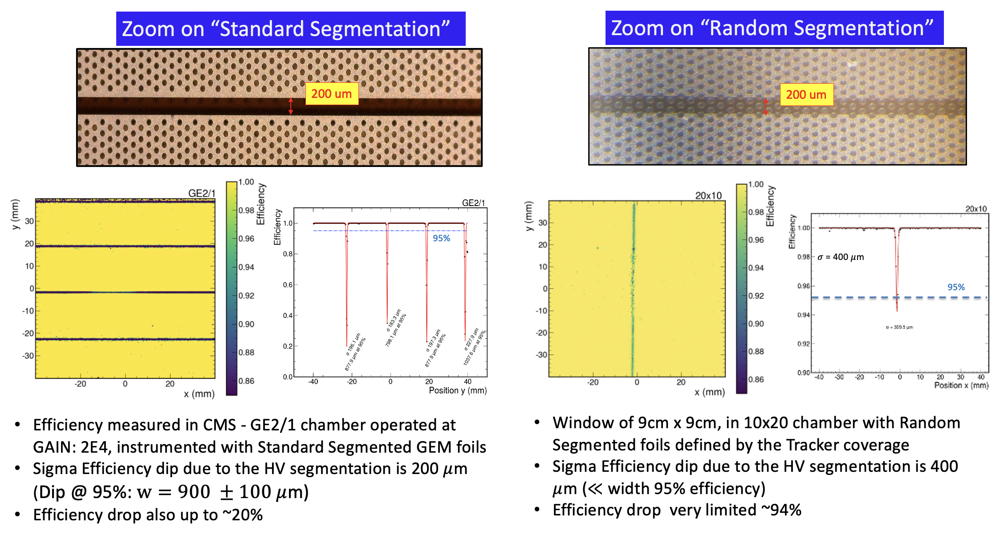 Zoom on “Standard Segmentation”
200 um
GE2/1
y (mm)
30
20
10
0
-10
-20
-30
-20
0
20
x (mm)
1.00
0.98
0.96
0.94
0.92
0.90
0.88
0.86
Efficiency
GE2/1
Efficiency
1.0
0.8
0.6
0.4
0.2
0.0
95%
σ 196.1 μm
877.9 μm at 95%
σ 183.3 μm
798.1 μm at 95%
σ 197.3 μm
877.9 μm at 95%
σ 227.9 μm
1037.6 μm at 95%
-40
-20
0
20
40
Position y (mm)
• Efficiency measured in CMS - GE2/1 chamber operated at
GAIN: 2E4, instrumented with Standard Segmented GEM foils
• Sigma Efficiency dip due to the HV segmentation is 200 𝜇m
(Dip @ 95%: w = 900 ± 100 𝜇m)
• Efficiency drop also up to ~20%
Zoom on “Random Segmentation”
200 um
20x10
y (mm)
30
20
10
0
-10
-20
-30
-20
0
20
x (mm)
1.00
0.98
0.96
0.94
0.92
0.90
0.88
0.86
Efficiency
20x10
Efficiency
1.00
0.98
0.96
0.94
0.92
0.90
𝜎 = 400 𝜇m
95%
-40
-30
-20
-10
0
10
20
30
40
Position x (mm)
• Window of 9cm x 9cm, in 10x20 chamber with Random
Segmented foils defined by the Tracker coverage
• Sigma Efficiency dip due to the HV segmentation is 400
𝜇m (≪ width 95% efficiency)
• Efficiency drop very limited ~94%